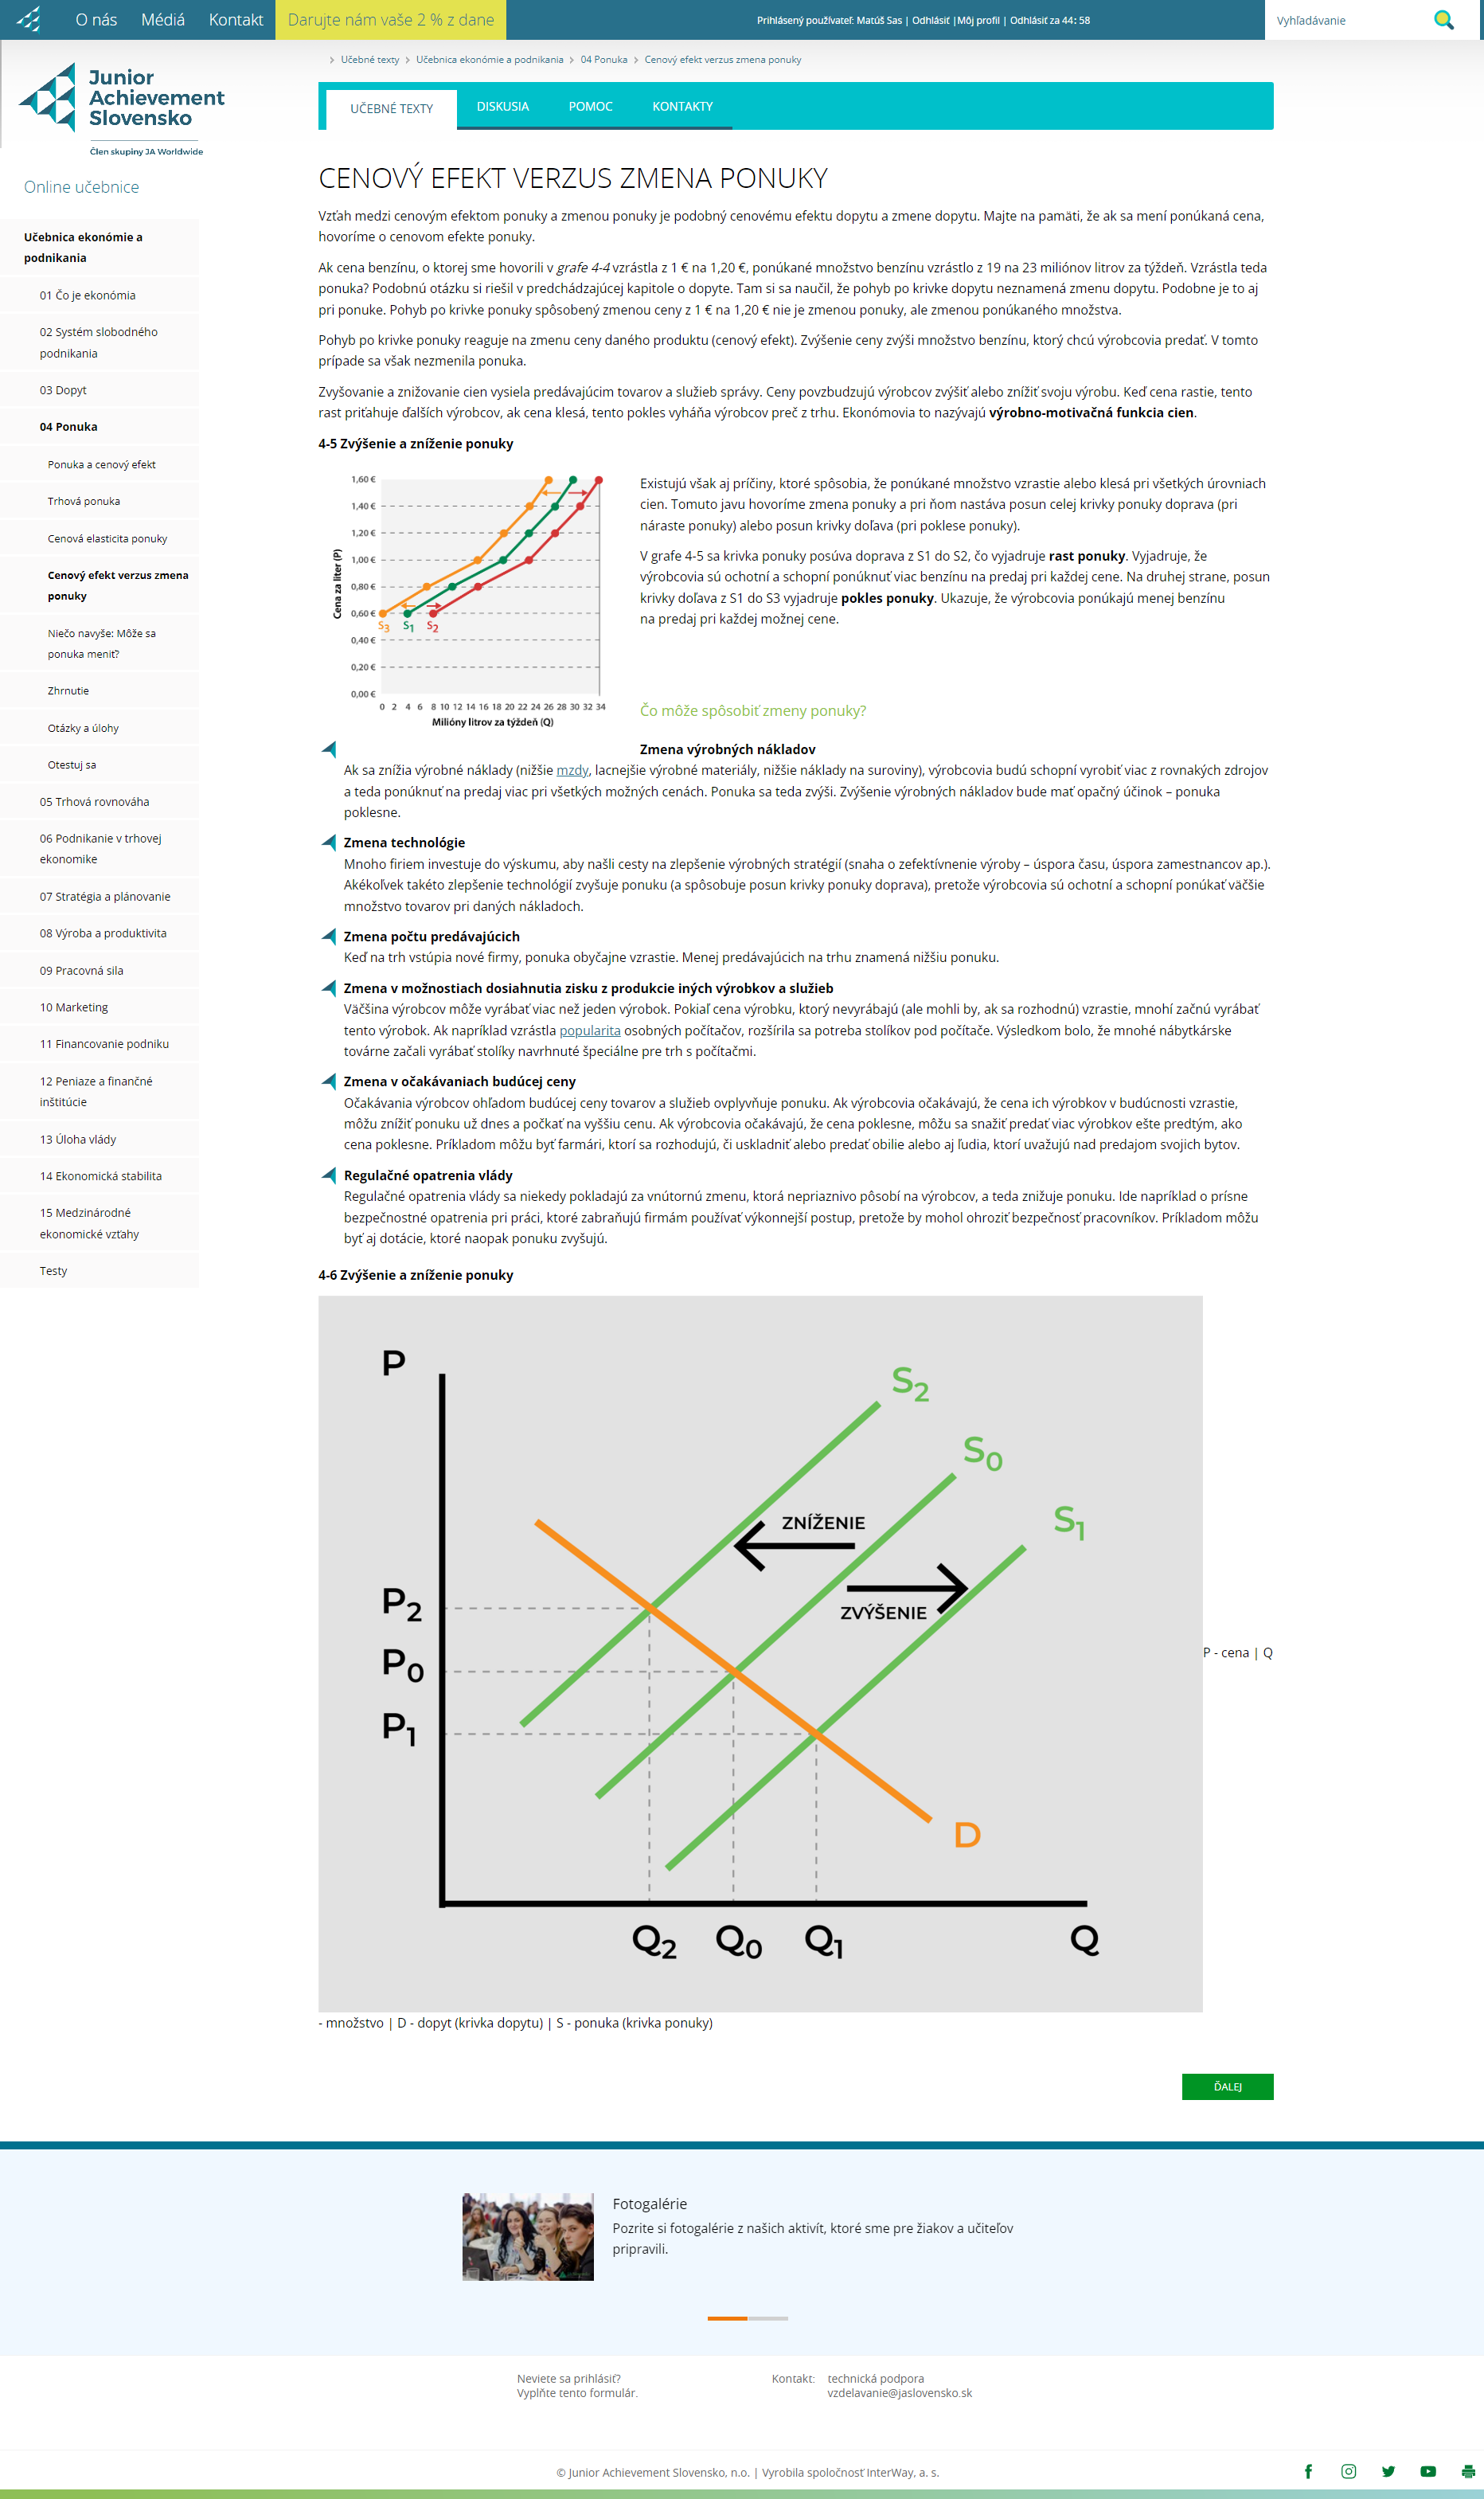 O nás
Médiá
Kontakt
Darujte nám vaše 2 % z dane
Prihlásený používateľ: Matúš Sas | Odhlásiť |Môj profil | Odhlásiť za 44: 58
Vyhľadávanie
Junior
Achievement
Slovensko
Člen skupiny JA Worldwide
Online učebnice
Učebnica ekonómie a
podnikania
01 Čo je ekonómia
02 Systém slobodného
podnikania
03 Dopyt
04 Ponuka
Ponuka a cenový efekt
Trhová ponuka
Cenová elasticita ponuky
Cenový efekt verzus zmena
ponuky
Niečo navyše: Môže sa
ponuka meniť?
Zhrnutie
Otázky a úlohy
Otestuj sa
05 Trhová rovnováha
06 Podnikanie v trhovej
ekonomike
07 Stratégia a plánovanie
08 Výroba a produktivita
09 Pracovná sila
10 Marketing
11 Financovanie podniku
12 Peniaze a finančné
inštitúcie
13 Úloha vlády
14 Ekonomická stabilita
15 Medzinárodné
ekonomické vzťahy
Testy
Učebné texty
Učebnica ekonómie a podnikania
04 Ponuka
Cenový efekt verzus zmena ponuky
UČEBNÉ TEXTY
DISKUSIA
POMOC
KONTAKTY
CENOVÝ EFEKT VERZUS ZMENA PONUKY
Vzťah medzi cenovým efektom ponuky a zmenou ponuky je podobný cenovému efektu dopytu a zmene dopytu. Majte na pamäti, že ak sa mení ponúkaná cena,
hovoríme o cenovom efekte ponuky.
Ak cena benzínu, o ktorej sme hovorili v grafe 4-4 vzrástla z 1 € na 1,20 €, ponúkané množstvo benzínu vzrástlo z 19 na 23 miliónov litrov za týždeň. Vzrástla teda
ponuka? Podobnú otázku si riešil v predchádzajúcej kapitole o dopyte. Tam si sa naučil, že pohyb po krivke dopytu neznamená zmenu dopytu. Podobne je to aj
pri ponuke. Pohyb po krivke ponuky spôsobený zmenou ceny z 1 € na 1,20 € nie je zmenou ponuky, ale zmenou ponúkaného množstva.
Pohyb po krivke ponuky reaguje na zmenu ceny daného produktu (cenový efekt). Zvýšenie ceny zvýši množstvo benzínu, ktorý chcú výrobcovia predať. V tomto
prípade sa však nezmenila ponuka.
Zvyšovanie a znižovanie cien vysiela predávajúcim tovarov a služieb správy. Ceny povzbudzujú výrobcov zvýšiť alebo znížiť svoju výrobu. Keď cena rastie, tento
rast priťahuje ďalších výrobcov, ak cena klesá, tento pokles vyháňa výrobcov preč z trhu. Ekonómovia to nazývajú výrobno-motivačná funkcia cien.
4-5 Zvýšenie a zníženie ponuky
1,60 €
1,40 €
1,20 €
1,00 €
0,80 €
0,60 €
0,40 €
0,20 €
0,00 €
Cena za liter (P)
S3
S1
S2
0 2 4 6 8 10 12 14 16 18 20 22 24 26 28 30 32 34
Milióny litrov za týždeň (Q)
Existujú však aj príčiny, ktoré spôsobia, že ponúkané množstvo vzrastie alebo klesá pri všetkých úrovniach
cien. Tomuto javu hovoríme zmena ponuky a pri ňom nastáva posun celej krivky ponuky doprava (pri
náraste ponuky) alebo posun krivky doľava (pri poklese ponuky).
V grafe 4-5 sa krivka ponuky posúva doprava z S1 do S2, čo vyjadruje rast ponuky. Vyjadruje, že
výrobcovia sú ochotní a schopní ponúknuť viac benzínu na predaj pri každej cene. Na druhej strane, posun
krivky doľava z S1 do S3 vyjadruje pokles ponuky. Ukazuje, že výrobcovia ponúkajú menej benzínu
na predaj pri každej možnej cene.
Čo môže spôsobiť zmeny ponuky?
Zmena výrobných nákladov
Ak sa znížia výrobné náklady (nižšie mzdy, lacnejšie výrobné materiály, nižšie náklady na suroviny), výrobcovia budú schopní vyrobiť viac z rovnakých zdrojov
a teda ponúknuť na predaj viac pri všetkých možných cenách. Ponuka sa teda zvýši. Zvýšenie výrobných nákladov bude mať opačný účinok – ponuka
poklesne.
Zmena technológie
Mnoho firiem investuje do výskumu, aby našli cesty na zlepšenie výrobných stratégií (snaha o zefektívnenie výroby – úspora času, úspora zamestnancov ap.).
Akékoľvek takéto zlepšenie technológií zvyšuje ponuku (a spôsobuje posun krivky ponuky doprava), pretože výrobcovia sú ochotní a schopní ponúkať väčšie
množstvo tovarov pri daných nákladoch.
Zmena počtu predávajúcich
Keď na trh vstúpia nové firmy, ponuka obyčajne vzrastie. Menej predávajúcich na trhu znamená nižšiu ponuku.
Zmena v možnostiach dosiahnutia zisku z produkcie iných výrobkov a služieb
Väčšina výrobcov môže vyrábať viac než jeden výrobok. Pokiaľ cena výrobku, ktorý nevyrábajú (ale mohli by, ak sa rozhodnú) vzrastie, mnohí začnú vyrábať
tento výrobok. Ak napríklad vzrástla popularita osobných počítačov, rozšírila sa potreba stolíkov pod počítače. Výsledkom bolo, že mnohé nábytkárske
továrne začali vyrábať stolíky navrhnuté špeciálne pre trh s počítačmi.
Zmena v očakávaniach budúcej ceny
Očakávania výrobcov ohľadom budúcej ceny tovarov a služieb ovplyvňuje ponuku. Ak výrobcovia očakávajú, že cena ich výrobkov v budúcnosti vzrastie,
môžu znížiť ponuku už dnes a počkať na vyššiu cenu. Ak výrobcovia očakávajú, že cena poklesne, môžu sa snažiť predať viac výrobkov ešte predtým, ako
cena poklesne. Príkladom môžu byť farmári, ktorí sa rozhodujú, či uskladniť alebo predať obilie alebo aj ľudia, ktorí uvažujú nad predajom svojich bytov.
Regulačné opatrenia vlády
Regulačné opatrenia vlády sa niekedy pokladajú za vnútornú zmenu, ktorá nepriaznivo pôsobí na výrobcov, a teda znižuje ponuku. Ide napríklad o prísne
bezpečnostné opatrenia pri práci, ktoré zabraňujú firmám používať výkonnejší postup, pretože by mohol ohroziť bezpečnosť pracovníkov. Príkladom môžu
byť aj dotácie, ktoré naopak ponuku zvyšujú.
4-6 Zvýšenie a zníženie ponuky
P
S2
S0
S1
ZNÍŽENIE
ZVÝŠENIE
P2
P0
P1
D
Q2
Q0
Q1
Q
P - cena | Q
- množstvo | D - dopyt (krivka dopytu) | S - ponuka (krivka ponuky)
ĎALEJ
Fotogalérie
Pozrite si fotogalérie z našich aktivít, ktoré sme pre žiakov a učiteľov
pripravili.
Neviete sa prihlásiť?
Vyplňte tento formulár.
Kontakt:
technická podpora
vzdelavanie@jaslovensko.sk
© Junior Achievement Slovensko, n.o. | Vyrobila spoločnosť InterWay, a. s.